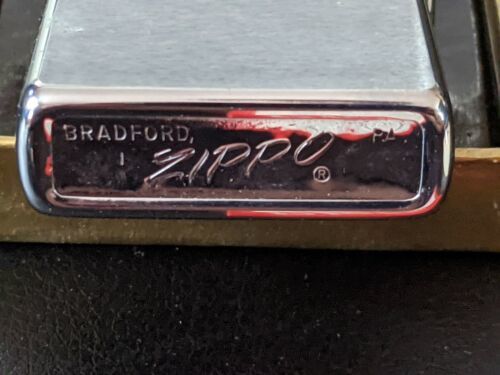 BRADFORD, PA.
| ZIPPO ®